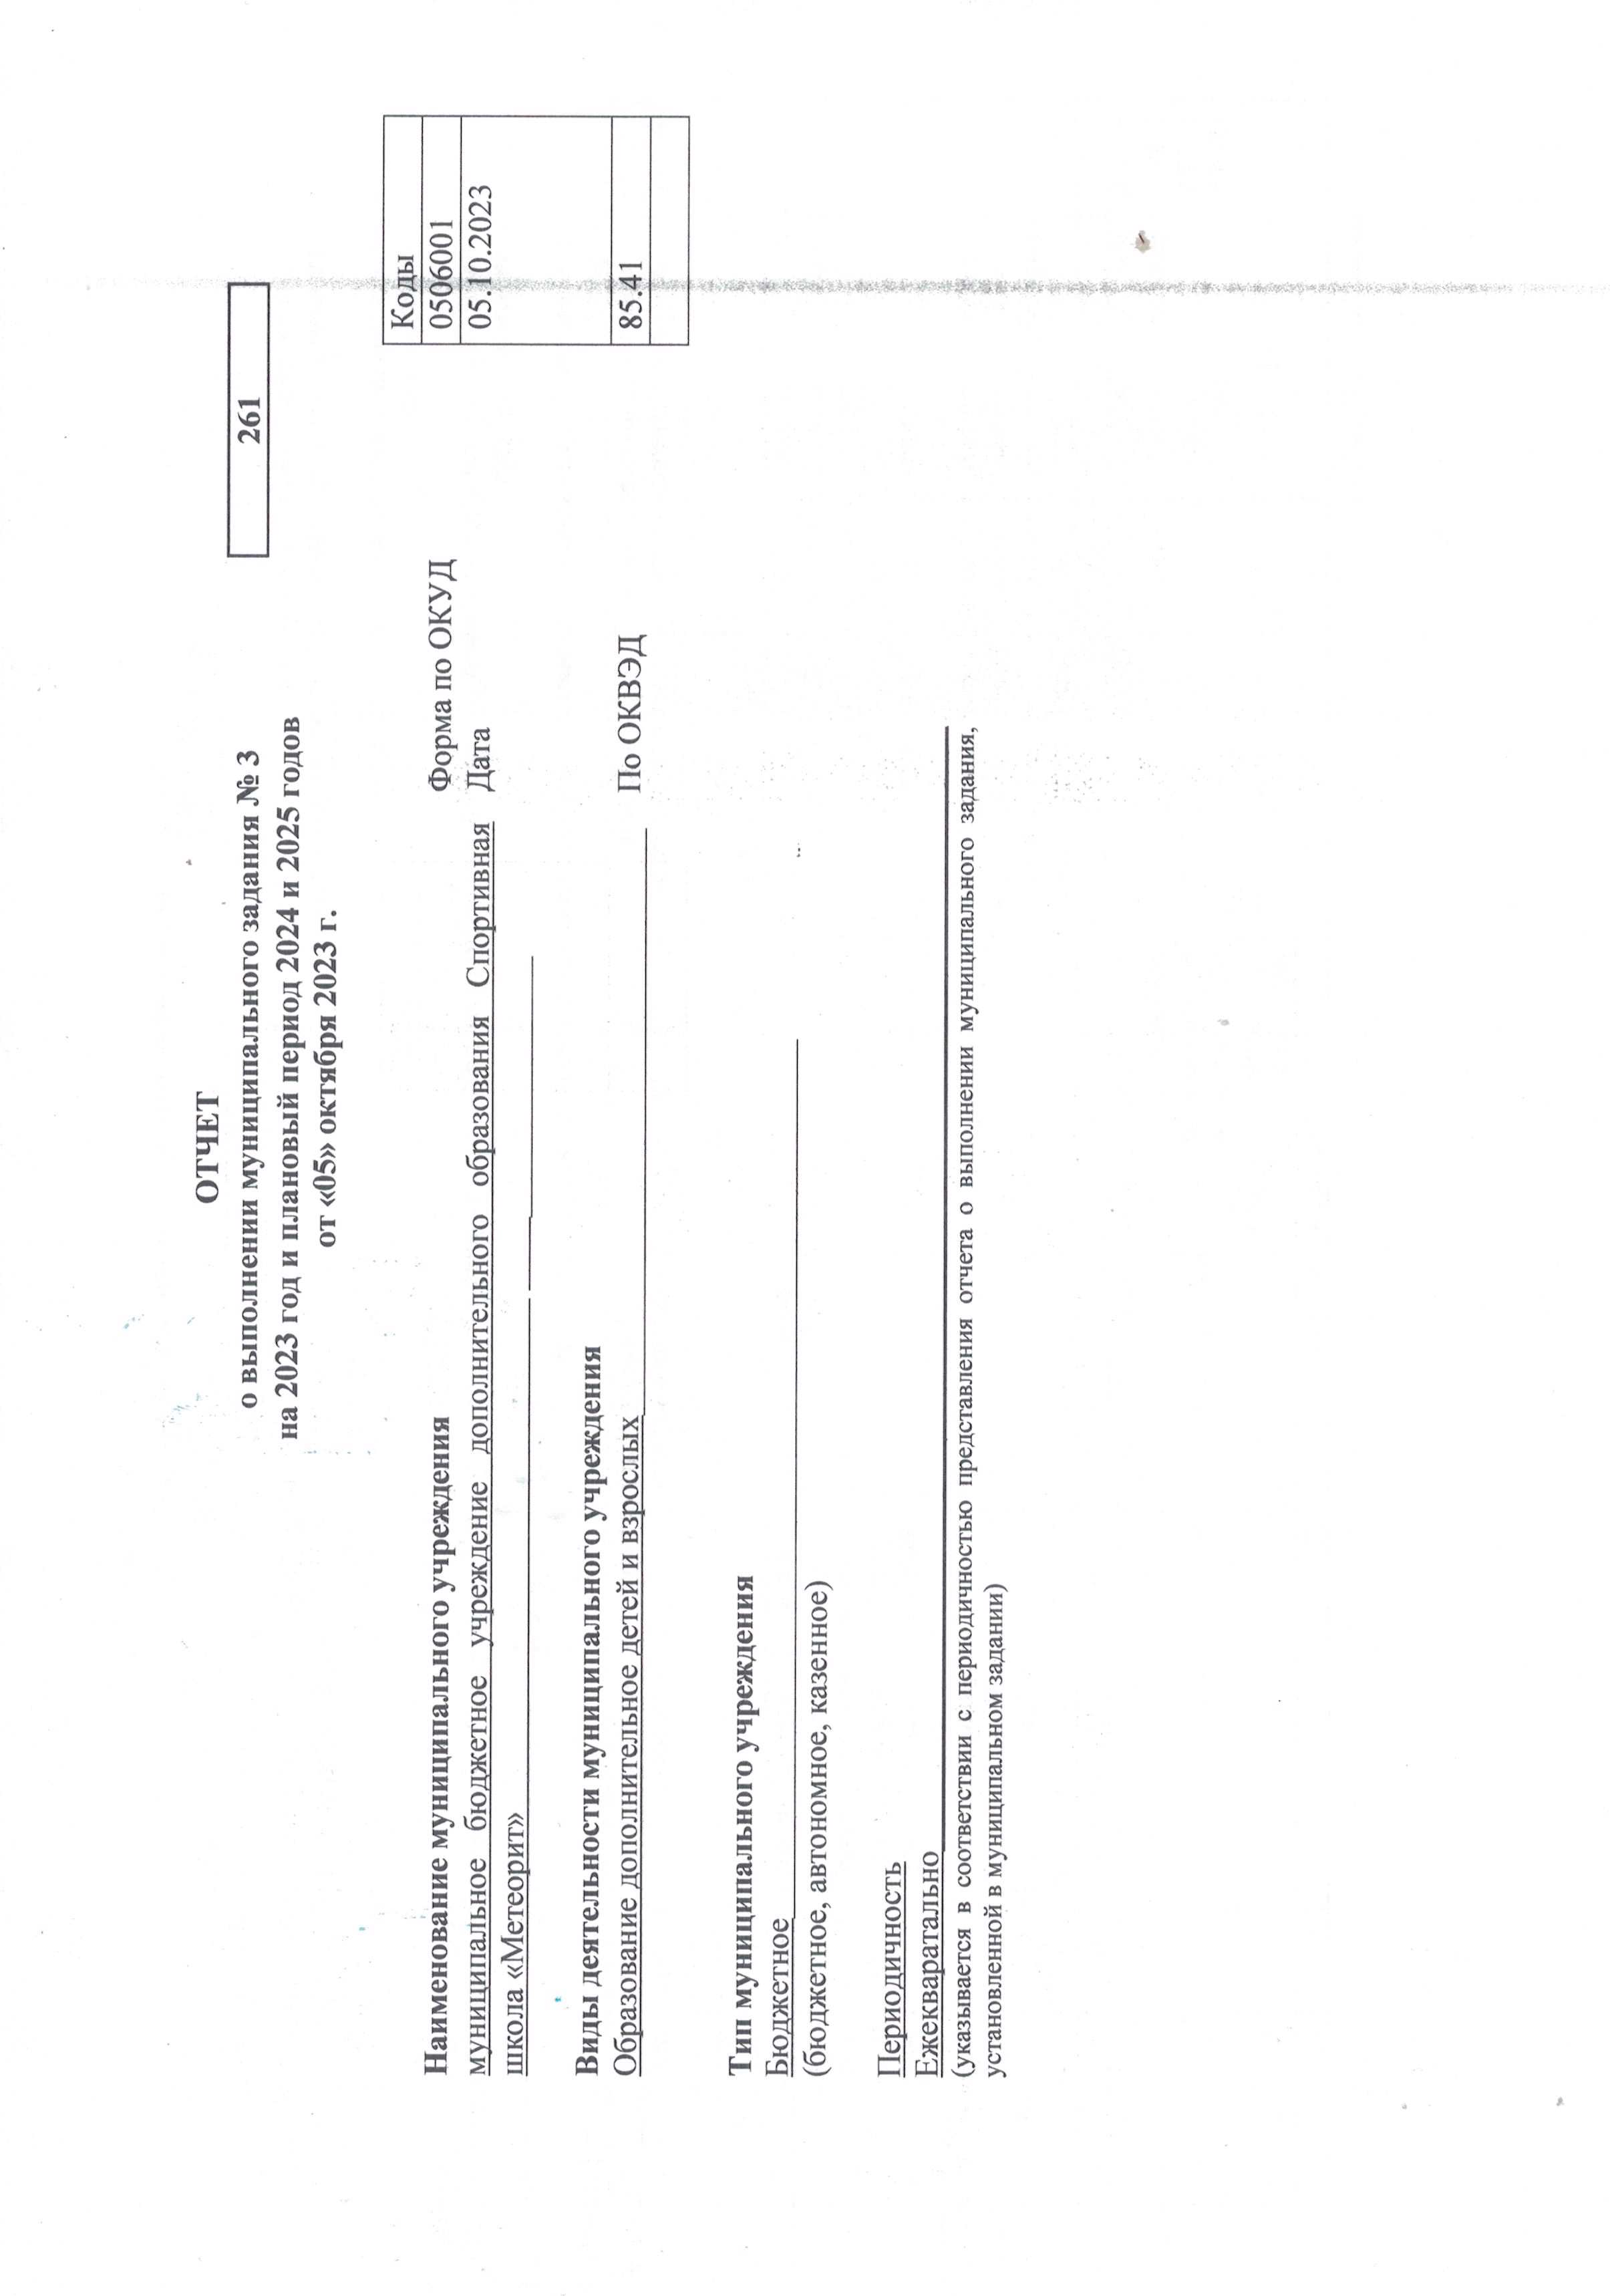 ОТЧЕТ
о выполнении муниципального задания № 3
261
на 2023 год и плановый период 2024 и 2025 годов
от «05» октября 2023 г.
Коды
Наименование муниципального учреждения
Форма по ОКУД
0506001
муниципальное бюджетное учреждение дополнительного образования Спортивная
Дата
05.10.2023
школа «Метеорит»
Виды деятельности муниципального учреждения
Образование дополнительное детей и взрослых
По ОКВЭД
85.41
Тип муниципального учреждения
Бюджетное
(бюджетное, автономное, казенное)
Периодичность
Ежекваратально
(указывается в соответствии с периодичностью представления отчета о выполнении муниципального задания,
установленной в муниципальном задании)